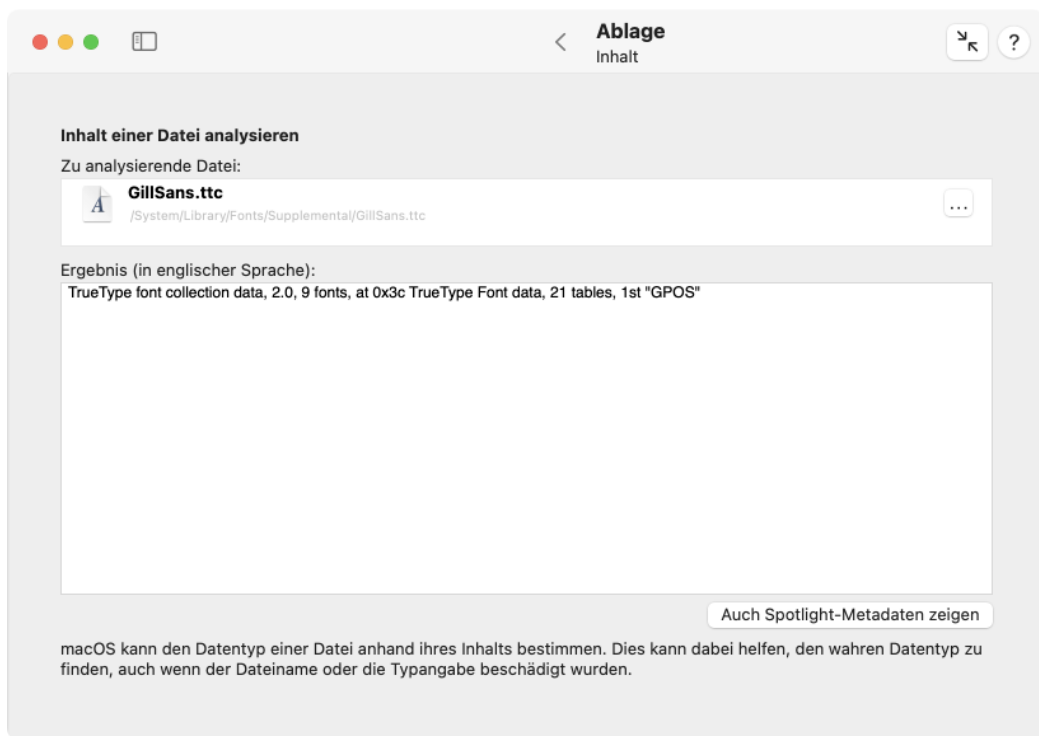 Ablage
Inhalt
?
Inhalt einer Datei analysieren
Zu analysierende Datei:
A
GillSans.ttc
/System/Library/Fonts/Supplemental/GillSans.ttc
...
Ergebnis (in englischer Sprache):
TrueType font collection data, 2.0, 9 fonts, at 0x3c TrueType Font data, 21 tables, 1st "GPOS"
Auch Spotlight-Metadaten zeigen
macOS kann den Datentyp einer Datei anhand ihres Inhalts bestimmen. Dies kann dabei helfen, den wahren Datentyp zu
finden, auch wenn der Dateiname oder die Typangabe beschädigt wurden.